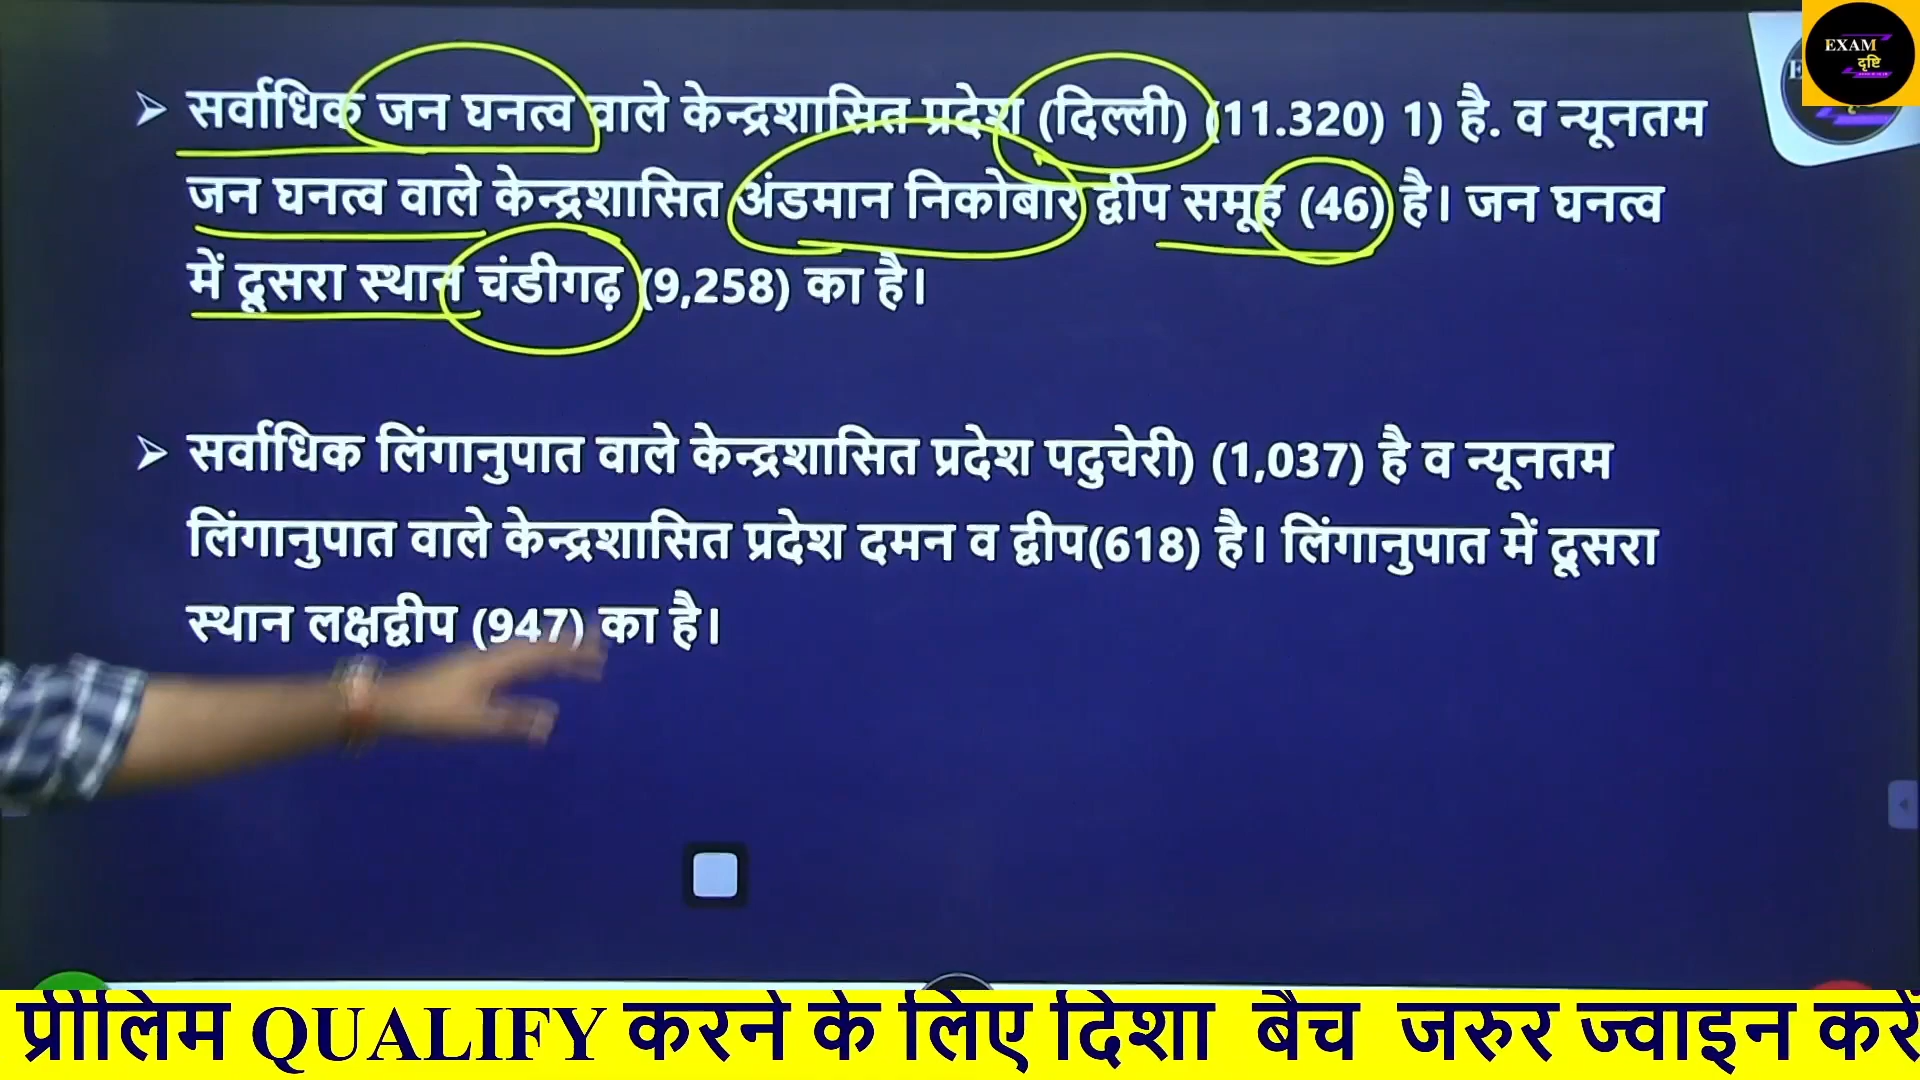 EXAM
दृष्टि
➢ सर्वाधिक जन घनत्व वाले केन्द्रशासित प्रदेश (दिल्ली) (11.320) 1) है. व न्यूनतम
जन घनत्व वाले केन्द्रशासित अंडमान निकोबार द्वीप समूह (46) है। जन घनत्व
में दूसरा स्थान चंडीगढ़ (9,258) का है।
➢ सर्वाधिक लिंगानुपात वाले केन्द्रशासित प्रदेश पदुचेरी) (1,037) है व न्यूनतम
लिंगानुपात वाले केन्द्रशासित प्रदेश दमन व द्वीप(618) है। लिंगानुपात में दूसरा
स्थान लक्षद्वीप (947) का है।
प्रीलिम QUALIFY करने के लिए दिशा बैच जरुर ज्वाइन करें